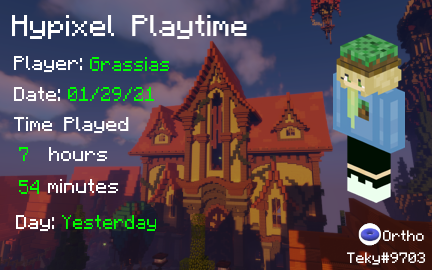 Hypixel Playtime
Player: Grassias
Date: 01/29/21
Time Played
7 hours
54 minutes
Day: Yesterday
Ortho
Teky#9703